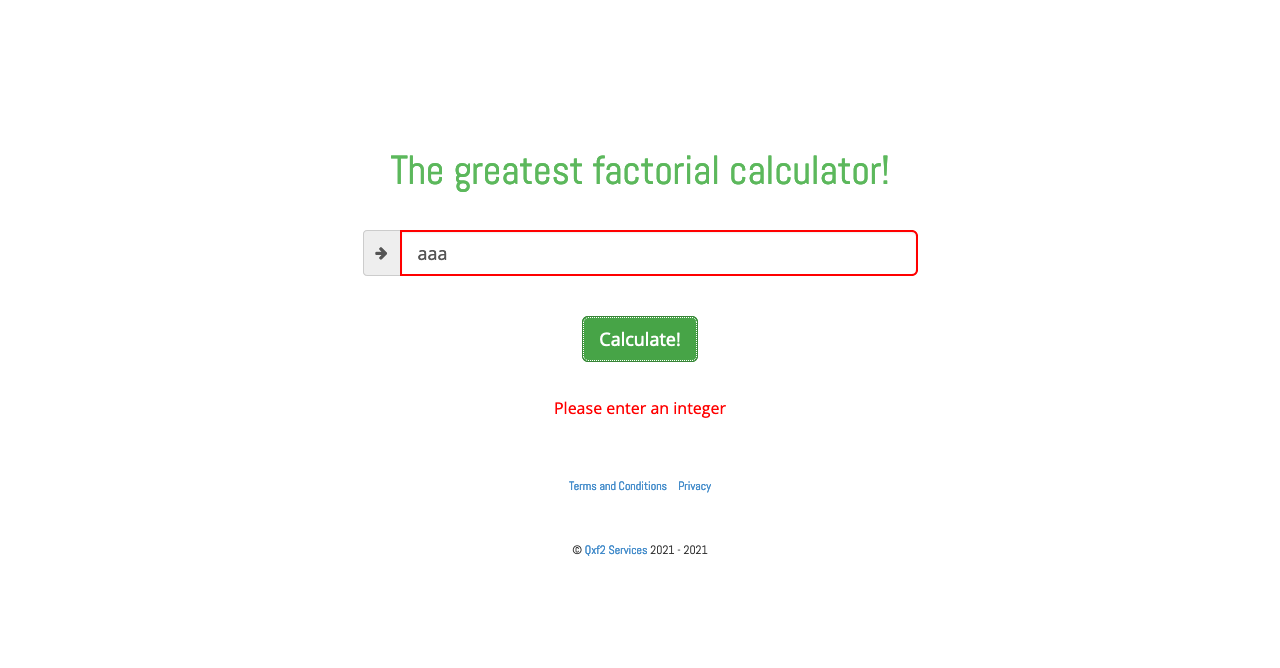 The greatest factorial calculator!
aaa
Calculate!
Please enter an integer
Terms and Conditions Privacy
© Qxf2 Services 2021 - 2021